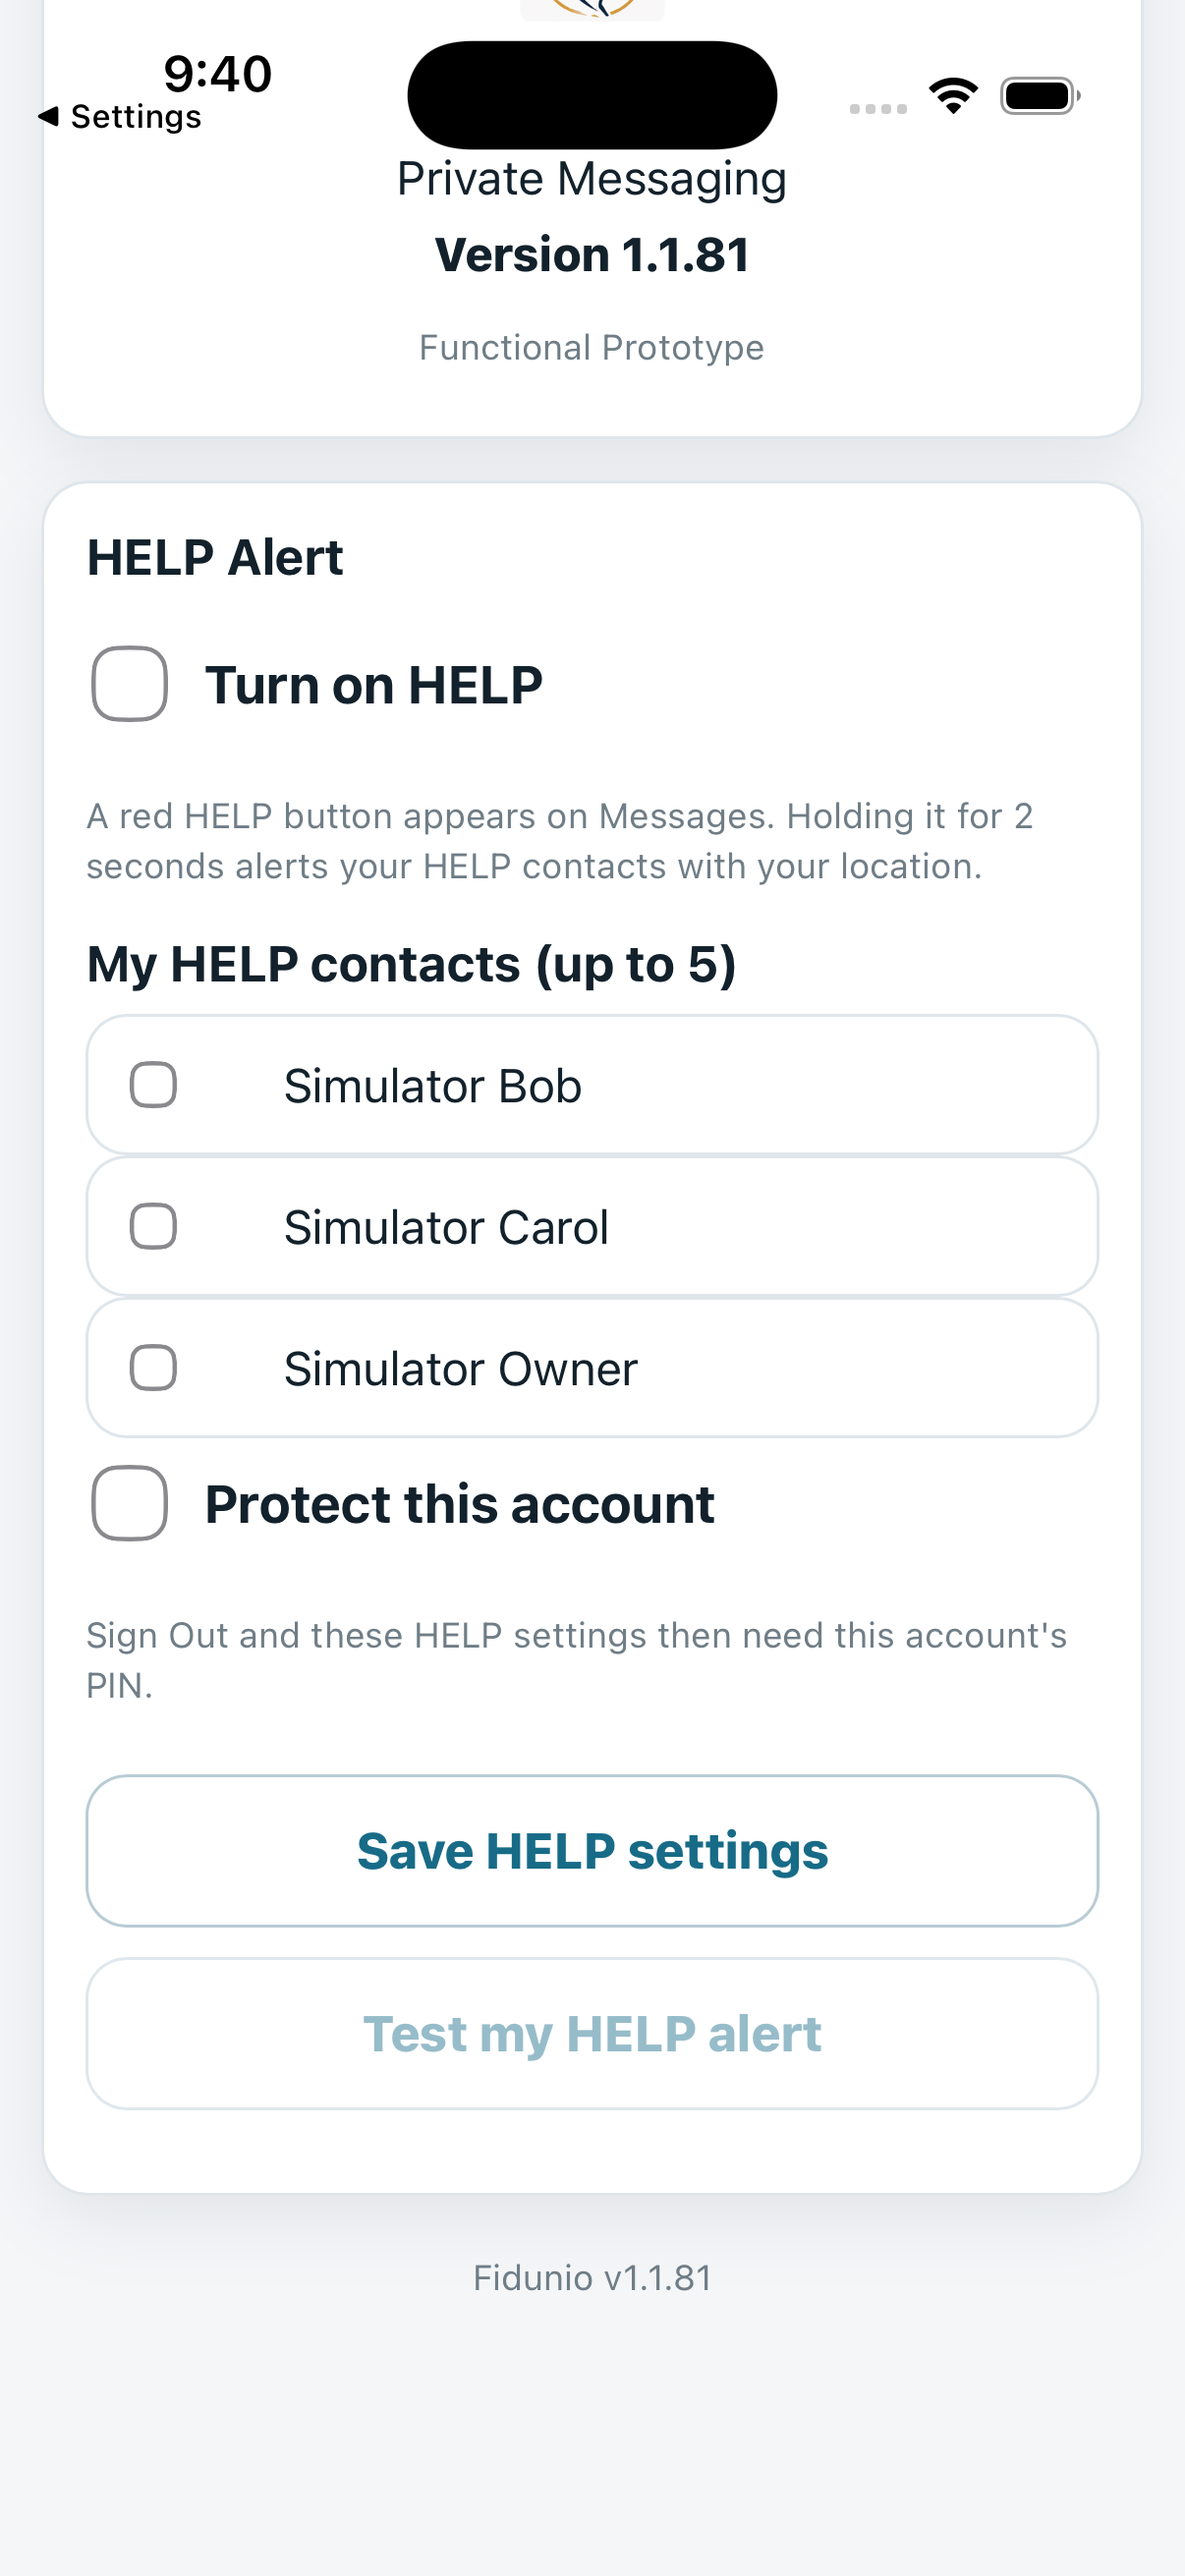 9:40
Settings
Private Messaging
Version 1.1.81
Functional Prototype
HELP Alert
Turn on HELP
A red HELP button appears on Messages. Holding it for 2
seconds alerts your HELP contacts with your location.
My HELP contacts (up to 5)
Simulator Bob
Simulator Carol
Simulator Owner
Protect this account
Sign Out and these HELP settings then need this account's
PIN.
Save HELP settings
Test my HELP alert
Fidunio v1.1.81